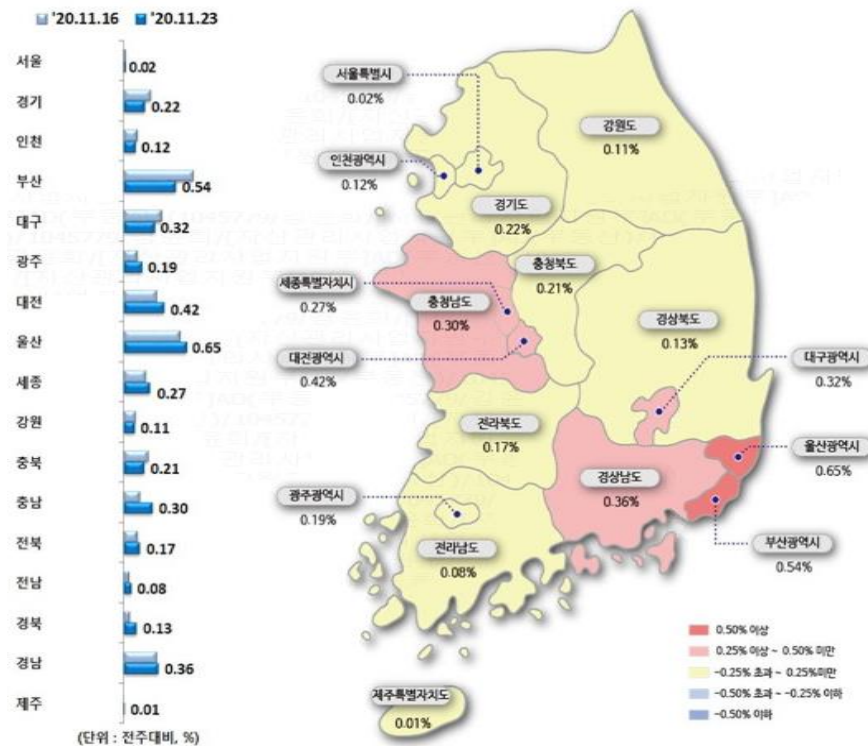 '20.11.16 '20.11.23
서울 0.02
경기 0.22
인천 0.12
부산 0.54
대구 0.32
광주 0.19
대전 0.42
울산 0.65
세종 0.27
강원 0.11
충북 0.21
충남 0.30
전북 0.17
전남 0.08
경북 0.13
경남 0.36
제주 0.01
(단위 : 전주대비, %)
서울특별시
0.02%
강원도
0.11%
인천광역시
0.12%
경기도
0.22%
충청북도
0.21%
세종특별자치시
0.27%
충청남도
0.30%
경상북도
0.13%
대전광역시
0.42%
대구광역시
0.32%
전라북도
0.17%
울산광역시
0.65%
경상남도
0.36%
광주광역시
0.19%
부산광역시
0.54%
전라남도
0.08%
제주특별자치도
0.01%
0.50% 이상
0.25% 이상 ~ 0.50% 미만
-0.25% 초과 ~ 0.25%미만
-0.50% 초과 ~ -0.25% 이하
-0.50% 이하